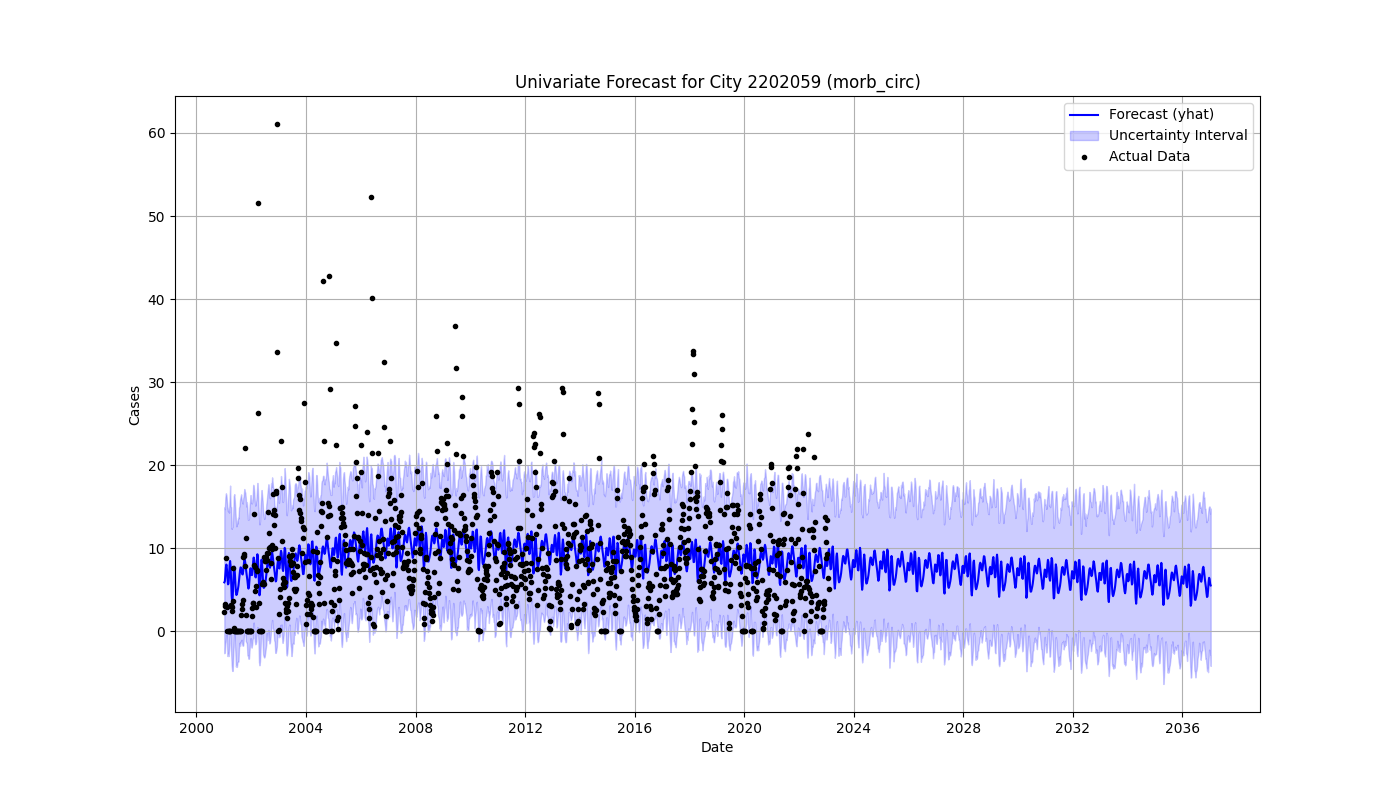 Univariate Forecast for City 2202059 (morb_circ)
Forecast (yhat)
Uncertainty Interval
Actual Data
60
50
40
30
20
10
0
Cases
2000 2004 2008 2012 2016 2020 2024 2028 2032 2036
Date